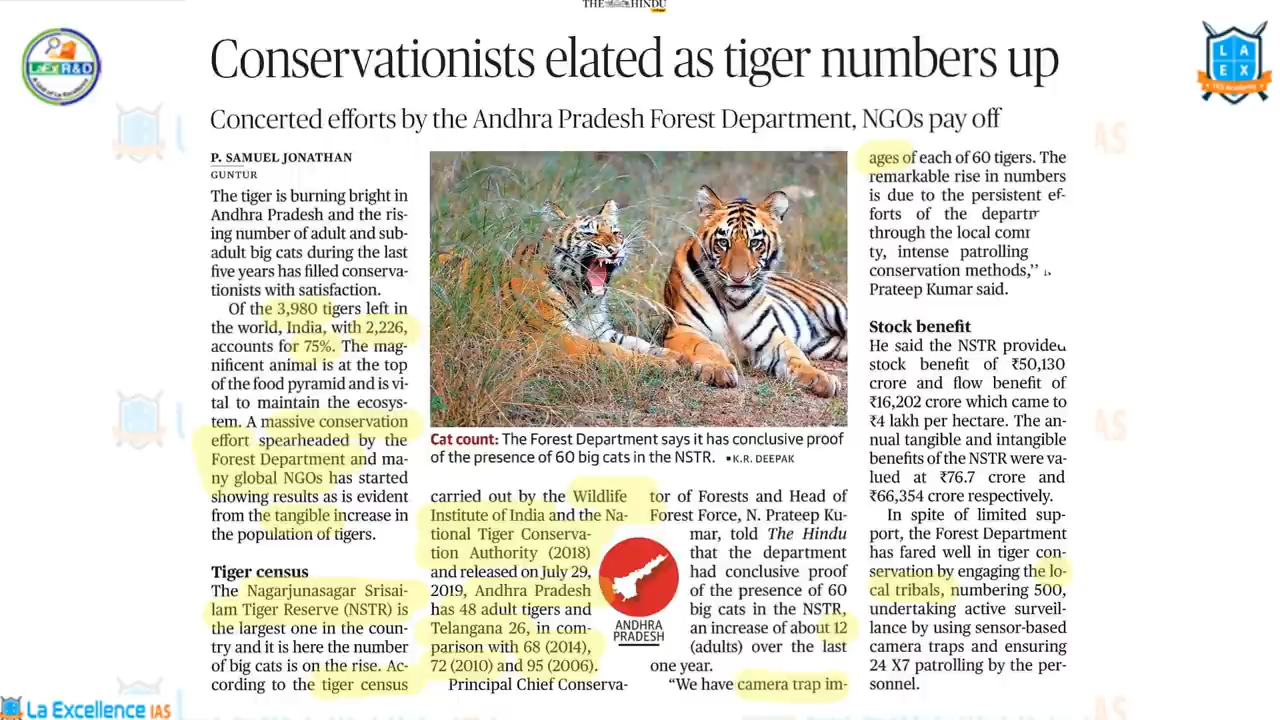 THE HINDU
Conservationists elated as tiger numbers up
Concerted efforts by the Andhra Pradesh Forest Department, NGOs pay off
P. SAMUEL JONATHAN
GUNTUR
The tiger is burning bright in
Andhra Pradesh and the ris-
ing number of adult and sub-
adult big cats during the last
five years has filled conserva-
tionists with satisfaction.
Of the 3,980 tigers left in
the world, India, with 2,226,
accounts for 75%. The mag-
nificent animal is at the top
of the food pyramid and is vi-
tal to maintain the ecosys-
tem. A massive conservation
effort spearheaded by the
Forest Department and ma-
ny global NGOs has started
showing results as is evident
from the tangible increase in
the population of tigers.
Tiger census
The Nagarjunasagar Srisai-
lam Tiger Reserve (NSTR) is
the largest one in the coun-
try and it is here the number
of big cats is on the rise. Ac-
cording to the tiger census
Cat count: The Forest Department says it has conclusive proof
of the presence of 60 big cats in the NSTR. ▪K.R. DEEPAK
carried out by the Wildlife
Institute of India and the Na-
tional Tiger Conserva-
tion Authority (2018)
and released on July 29,
2019, Andhra Pradesh
has 48 adult tigers and
Telangana 26, in com-
parison with 68 (2014),
72 (2010) and 95 (2006).
Principal Chief Conserva-
ANDHRA
PRADESH
tor of Forests and Head of
Forest Force, N. Prateep Ku-
mar, told The Hindu
that the department
had conclusive proof
of the presence of 60
big cats in the NSTR,
an increase of about 12
(adults) over the last
one year.
“We have camera trap im-
ages of each of 60 tigers. The
remarkable rise in numbers
is due to the persistent ef-
forts of the
through the local
ty, intense patrolling
conservation methods,’’
Prateep Kumar said.
Stock benefit
He said the NSTR provided
stock benefit of ₹50,130
crore and flow benefit of
₹16,202 crore which came to
₹4 lakh per hectare. The an-
nual tangible and intangible
benefits of the NSTR were va-
lued at ₹76.7 crore and
₹66,354 crore respectively.
In spite of limited sup-
port, the Forest Department
has fared well in tiger con-
servation by engaging the lo-
cal tribals, numbering 500,
undertaking active surveil-
lance by using sensor-based
camera traps and ensuring
24 X7 patrolling by the per-
sonnel.
LaEx R&D
L A
E X
IAS Academy
IAS
IAS
IAS
La Excellence IAS